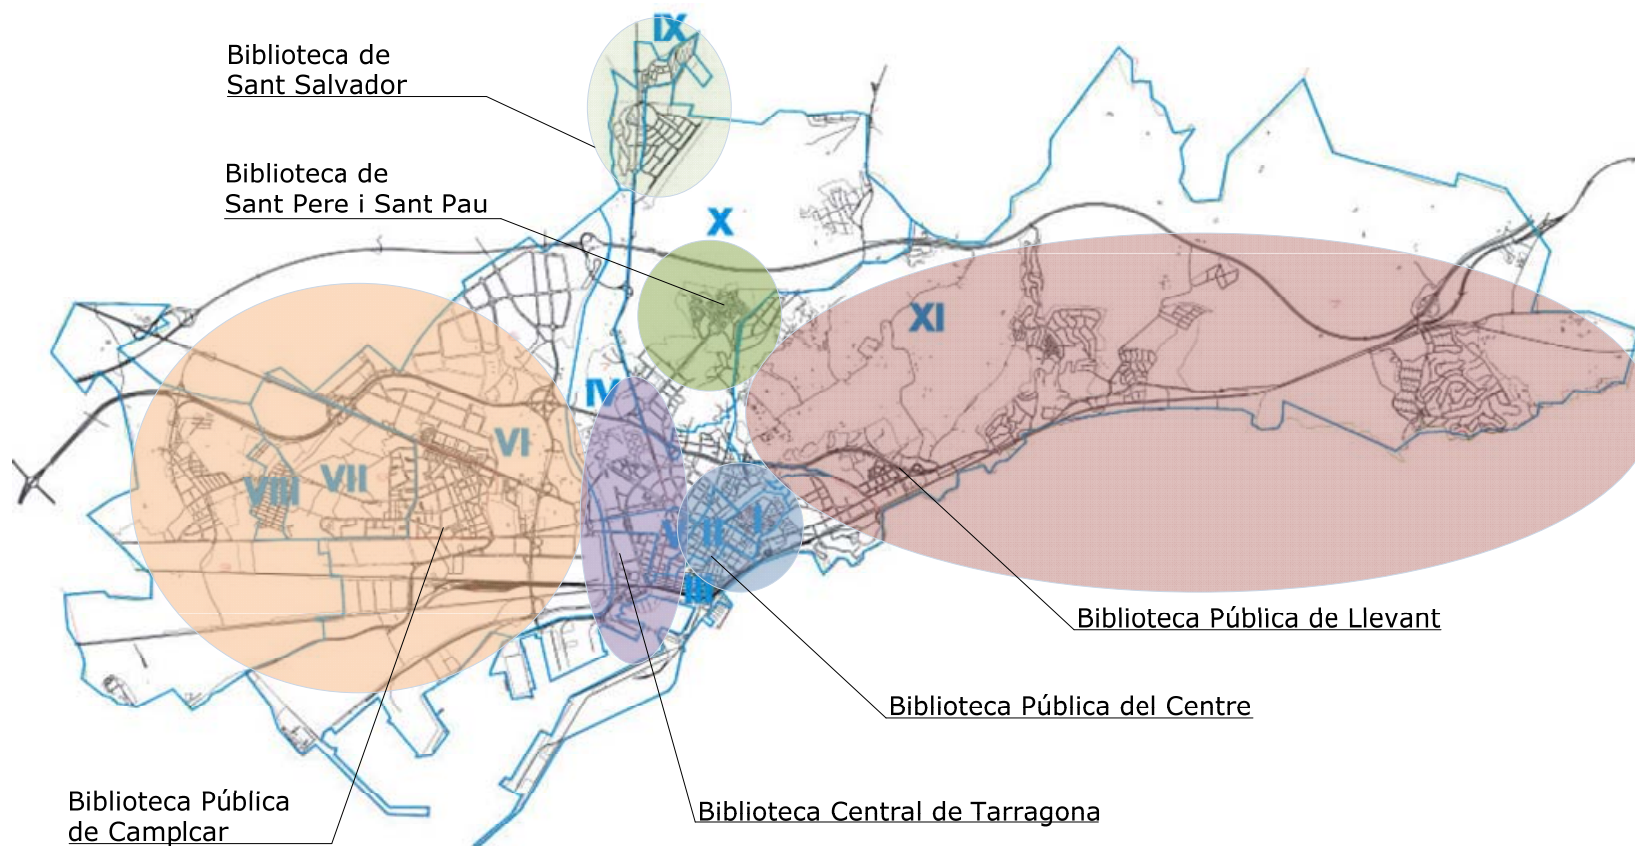 IX
Biblioteca de
Sant Salvador
Biblioteca de
Sant Pere i Sant Pau
X
XI
IV
VI
VII
VIII
V
II
I
III
Biblioteca Pública de Llevant
Biblioteca Pública del Centre
Biblioteca Pública
de Camplcar
Biblioteca Central de Tarragona